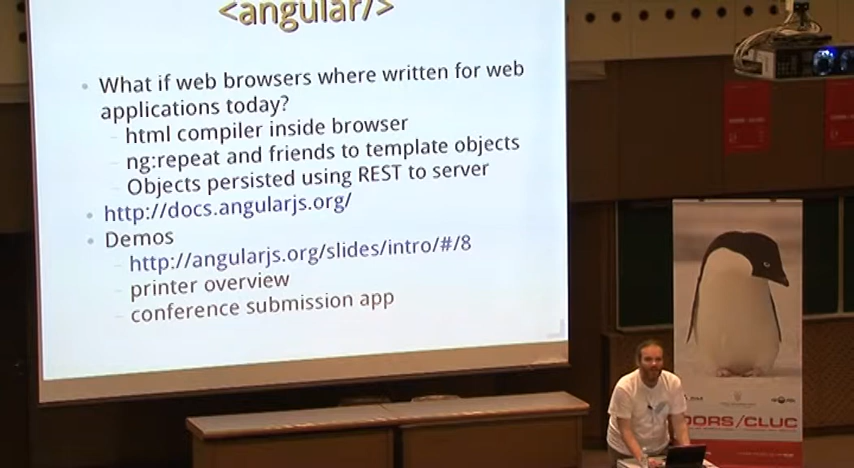 <angular/>
What if web browsers where written for web
applications today?
html compiler inside browser
ng:repeat and friends to template objects
Objects persisted using REST to server
http://docs.angularjs.org/
Demos
http://angularjs.org/slides/intro/#/8
printer overview
conference submission app
DORS/CLUC